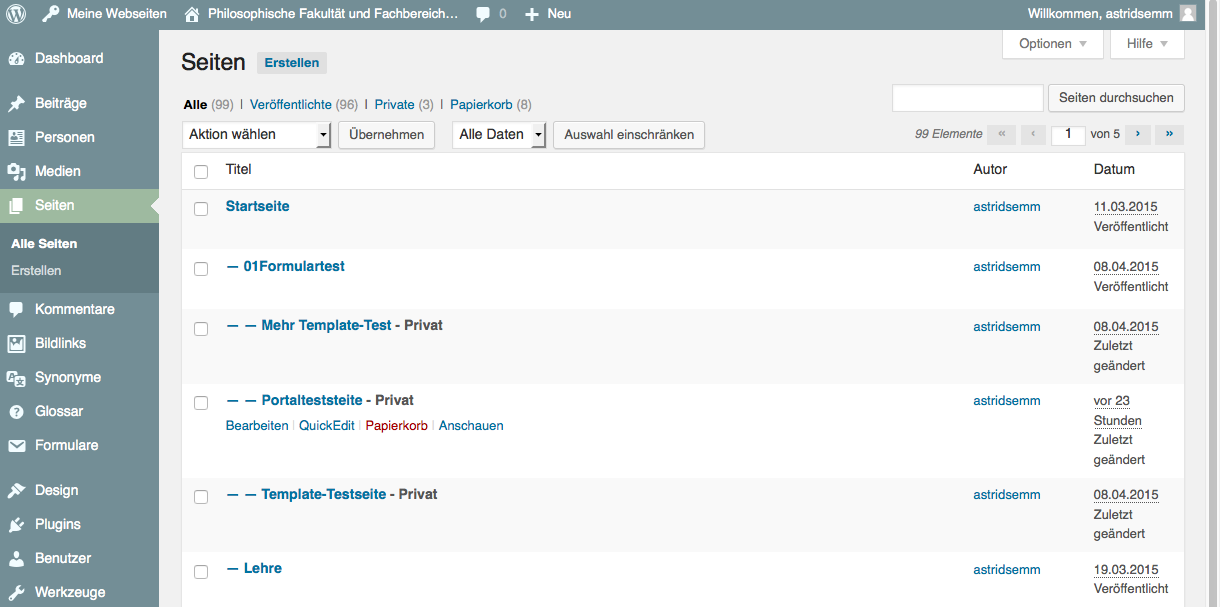 Meine Webseiten Philosophische Fakultät und Fachbereich… 0 Neu Willkommen, astridsemm
Optionen Hilfe
Dashboard
Beiträge
Personen
Medien
Seiten
Alle Seiten
Erstellen
Kommentare
Bildlinks
Synonyme
Glossar
Formulare
Design
Plugins
Benutzer
Werkzeuge
Seiten Erstellen
Alle (99) | Veröffentlichte (96) | Private (3) | Papierkorb (8)
Seiten durchsuchen
Aktion wählen Übernehmen Alle Daten Auswahl einschränken
99 Elemente « ‹ 1 von 5 › »
Titel Autor Datum
Startseite astridsemm 11.03.2015
Veröffentlicht
— 01Formulartest astridsemm 08.04.2015
Veröffentlicht
— — Mehr Template-Test - Privat astridsemm 08.04.2015
Zuletzt
geändert
— — Portalteststeite - Privat astridsemm vor 23
Stunden
Zuletzt
geändert
Bearbeiten | QuickEdit | Papierkorb | Anschauen
— — Template-Testseite - Privat astridsemm 08.04.2015
Zuletzt
geändert
— Lehre astridsemm 19.03.2015
Veröffentlicht